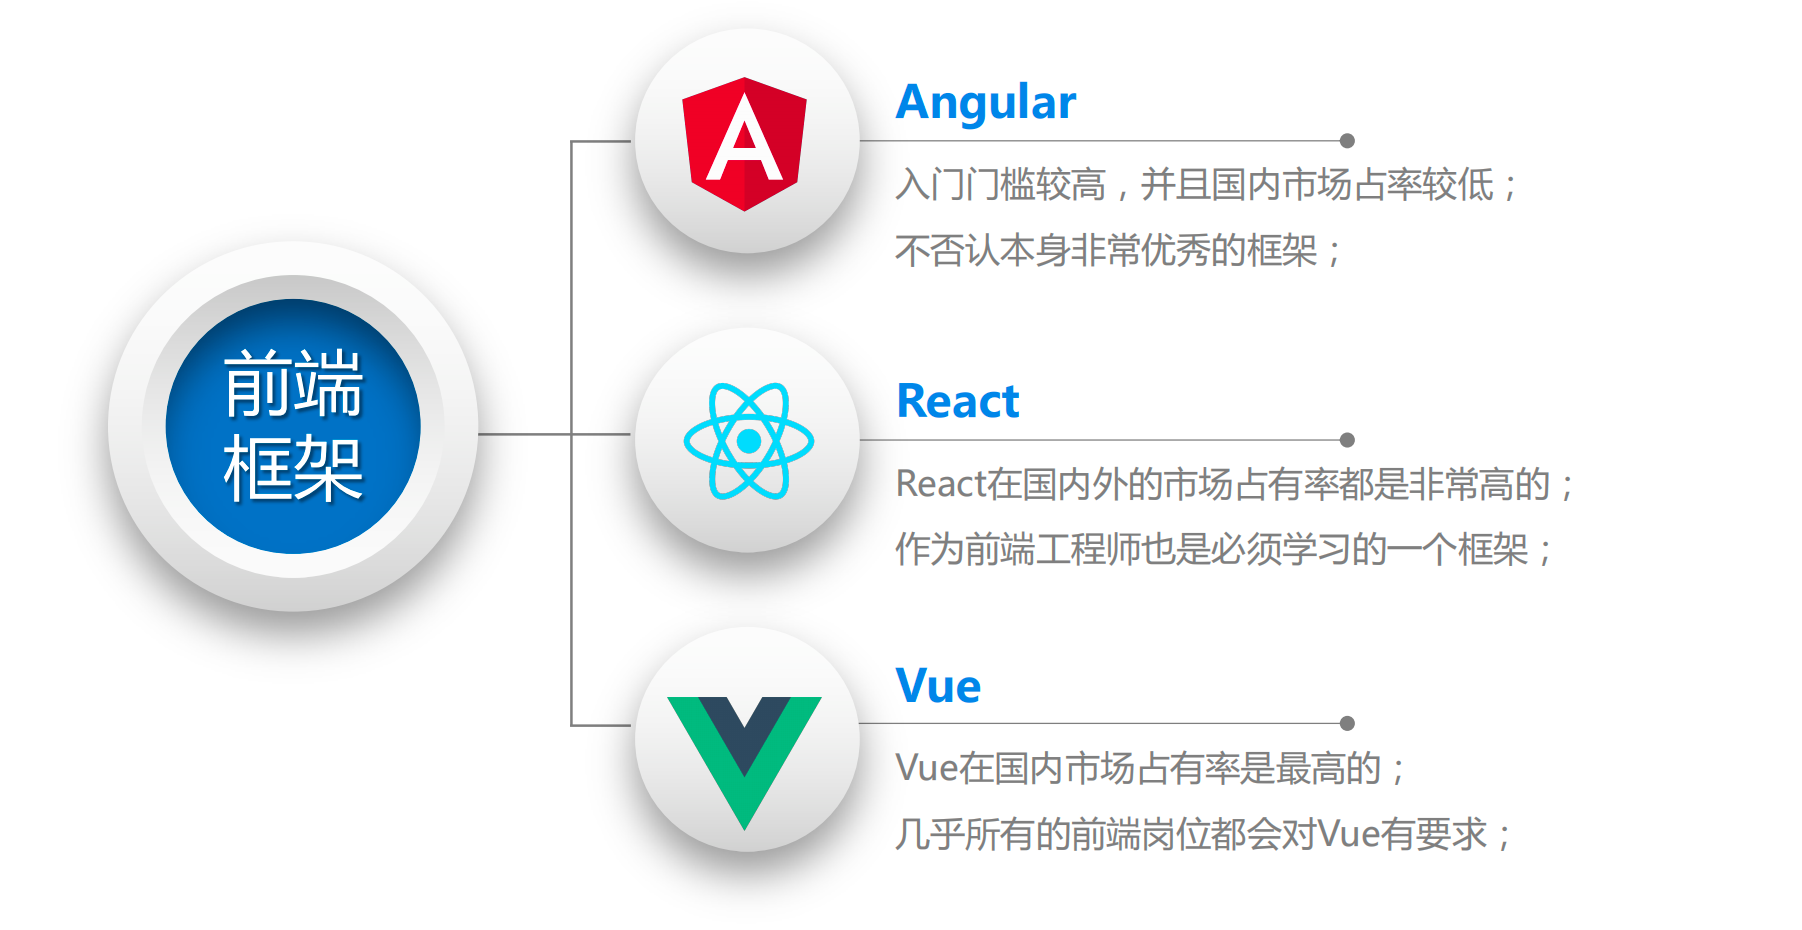 前端
框架
Angular
入门门槛较高，并且国内市场占率较低；
不否认本身非常优秀的框架；
React
React在国内外的市场占有率都是非常高的；
作为前端工程师也是必须学习的一个框架；
Vue
Vue在国内市场占有率是最高的；
几乎所有的前端岗位都会对Vue有要求；